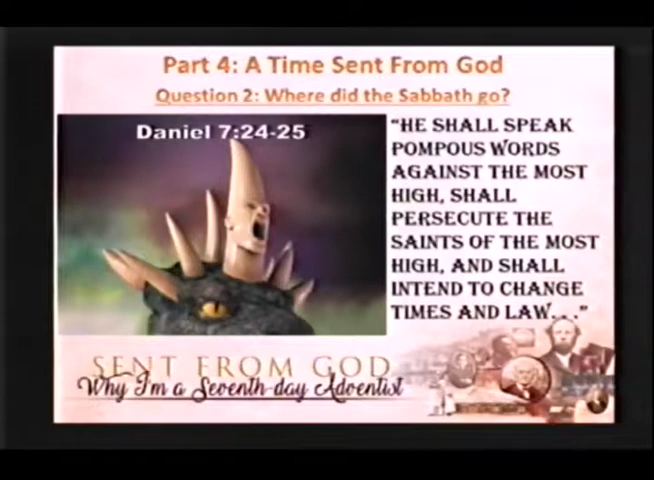 Part 4: A Time Sent From God
Question 2: Where did the Sabbath go?
Daniel 7:24-25
"HE SHALL SPEAK
POMPOUS WORDS
AGAINST THE MOST
HIGH, SHALL
PERSECUTE THE
SAINTS OF THE MOST
HIGH, AND SHALL
INTEND TO CHANGE
TIMES AND LAW. . ."
SENT FROM GOD
Why I'm a Seventh-day Adventist